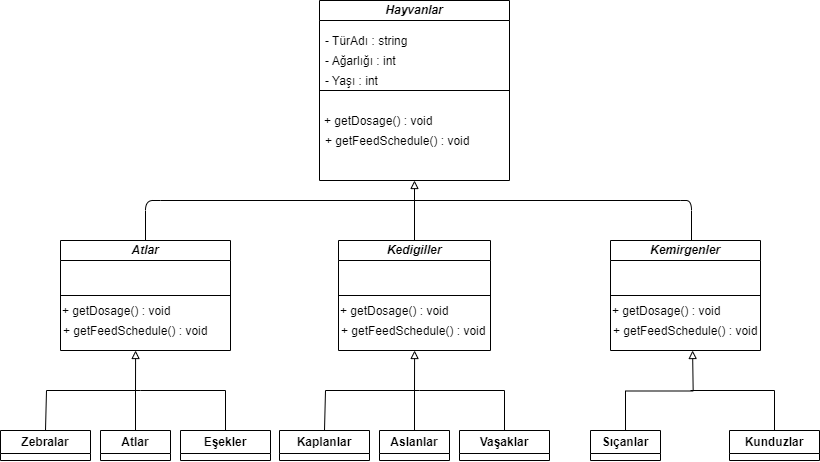 Hayvanlar
- TürAdı : string
- Ağarlığı : int
- Yaşı : int
+ getDosage() : void
+ getFeedSchedule() : void
Atlar
+ getDosage() : void
+ getFeedSchedule() : void
Kedigiller
+ getDosage() : void
+ getFeedSchedule() : void
Kemirgenler
+ getDosage() : void
+ getFeedSchedule() : void
Zebralar
Atlar
Eşekler
Kaplanlar
Aslanlar
Vaşaklar
Sıçanlar
Kunduzlar